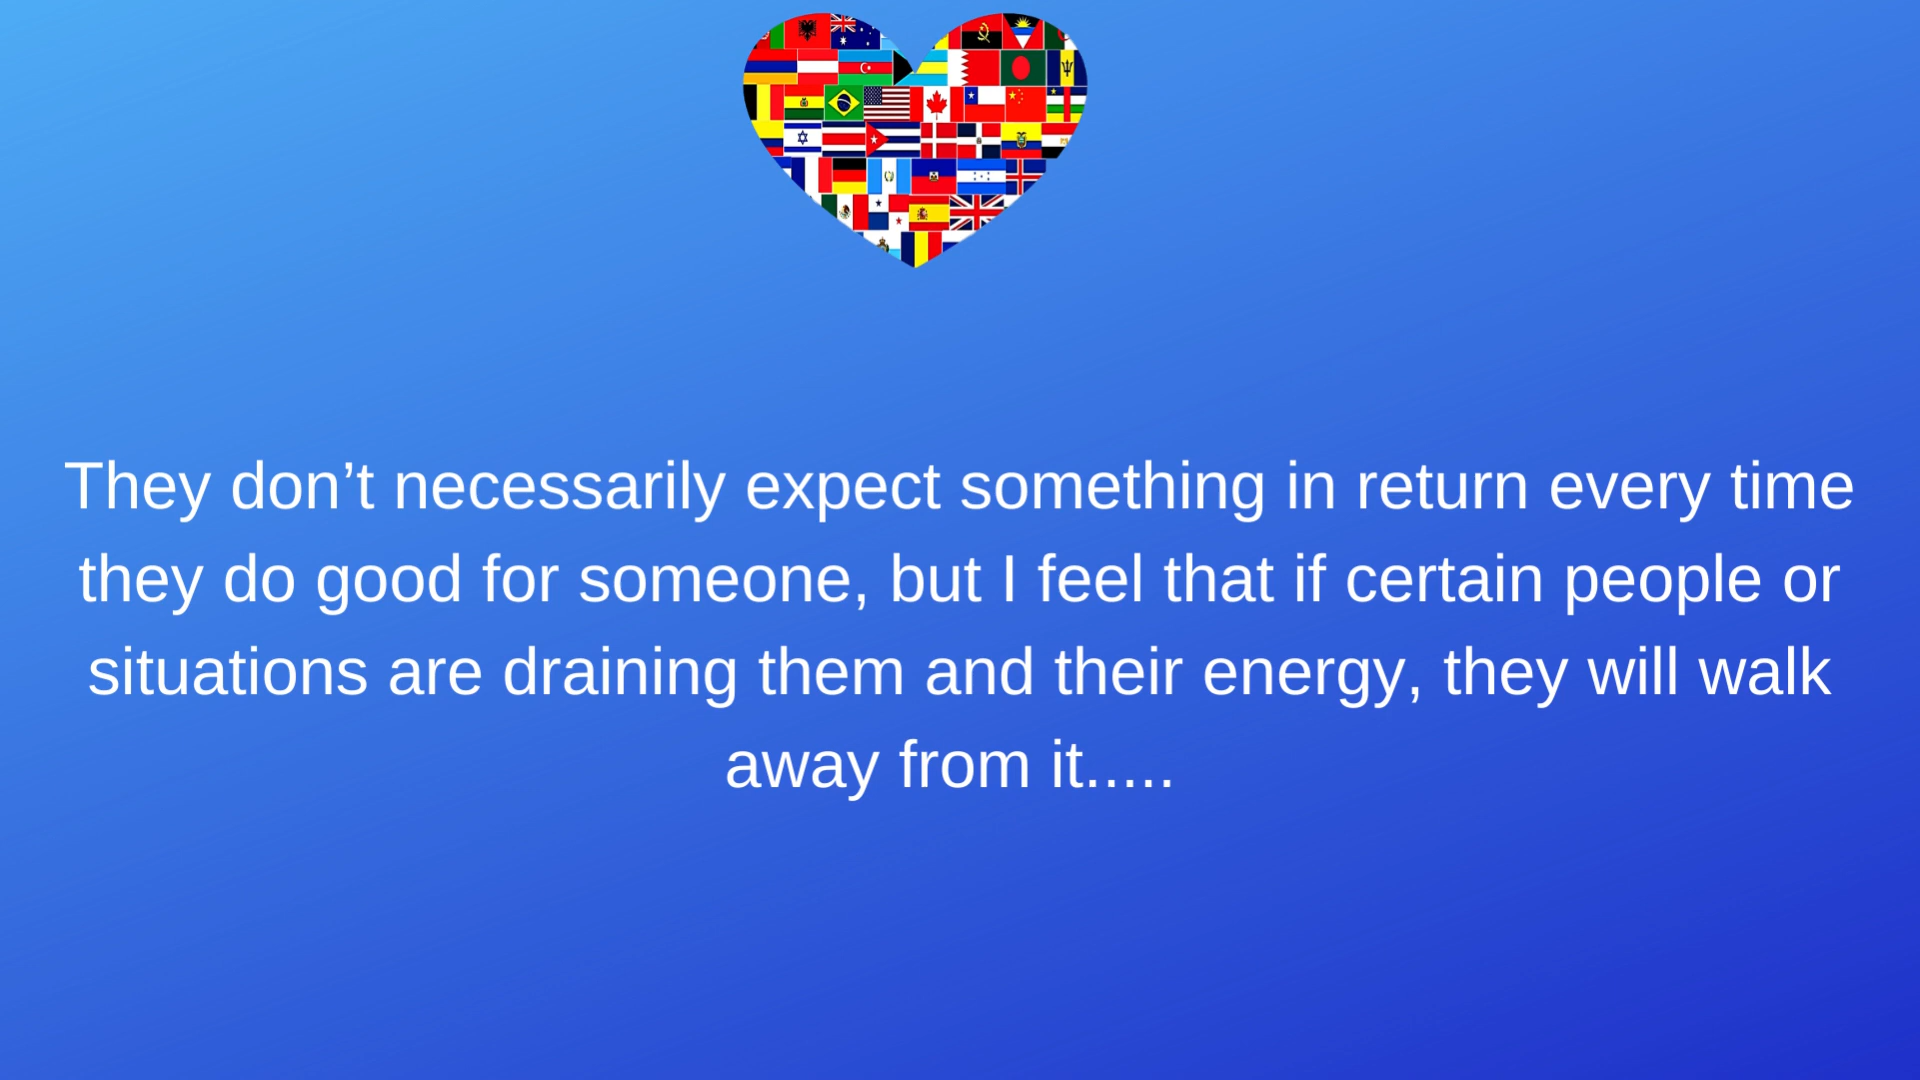 They don’t necessarily expect something in return every time
they do good for someone, but I feel that if certain people or
situations are draining them and their energy, they will walk
away from it.....